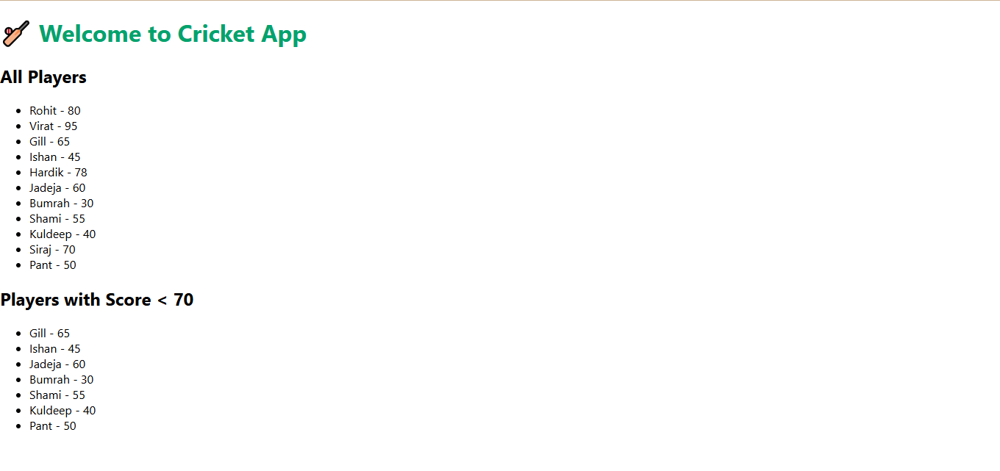 Welcome to Cricket App
All Players
Rohit - 80
Virat - 95
Gill - 65
Ishan - 45
Hardik - 78
Jadeja - 60
Bumrah - 30
Shami - 55
Kuldeep - 40
Siraj - 70
Pant - 50
Players with Score < 70
Gill - 65
Ishan - 45
Jadeja - 60
Bumrah - 30
Shami - 55
Kuldeep - 40
Pant - 50